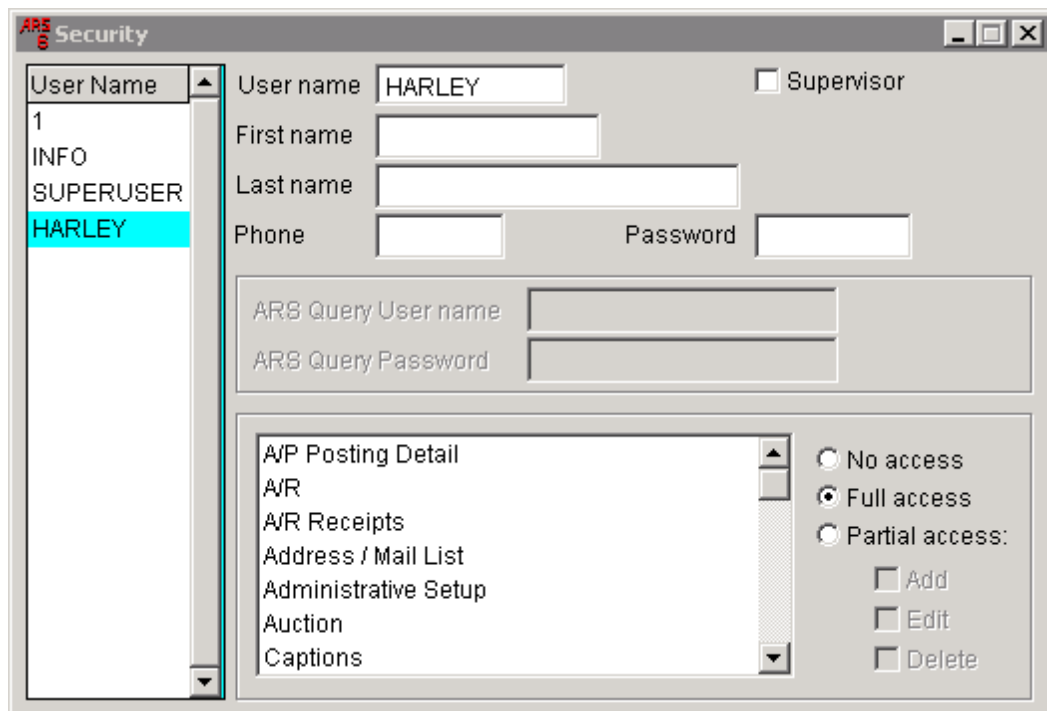 ARS 6 Security
User Name
1
INFO
SUPERUSER
HARLEY
User name HARLEY Supervisor
First name
Last name
Phone Password
ARS Query User name
ARS Query Password
A/P Posting Detail
A/R
A/R Receipts
Address / Mail List
Administrative Setup
Auction
Captions
No access
Full access
Partial access:
Add
Edit
Delete